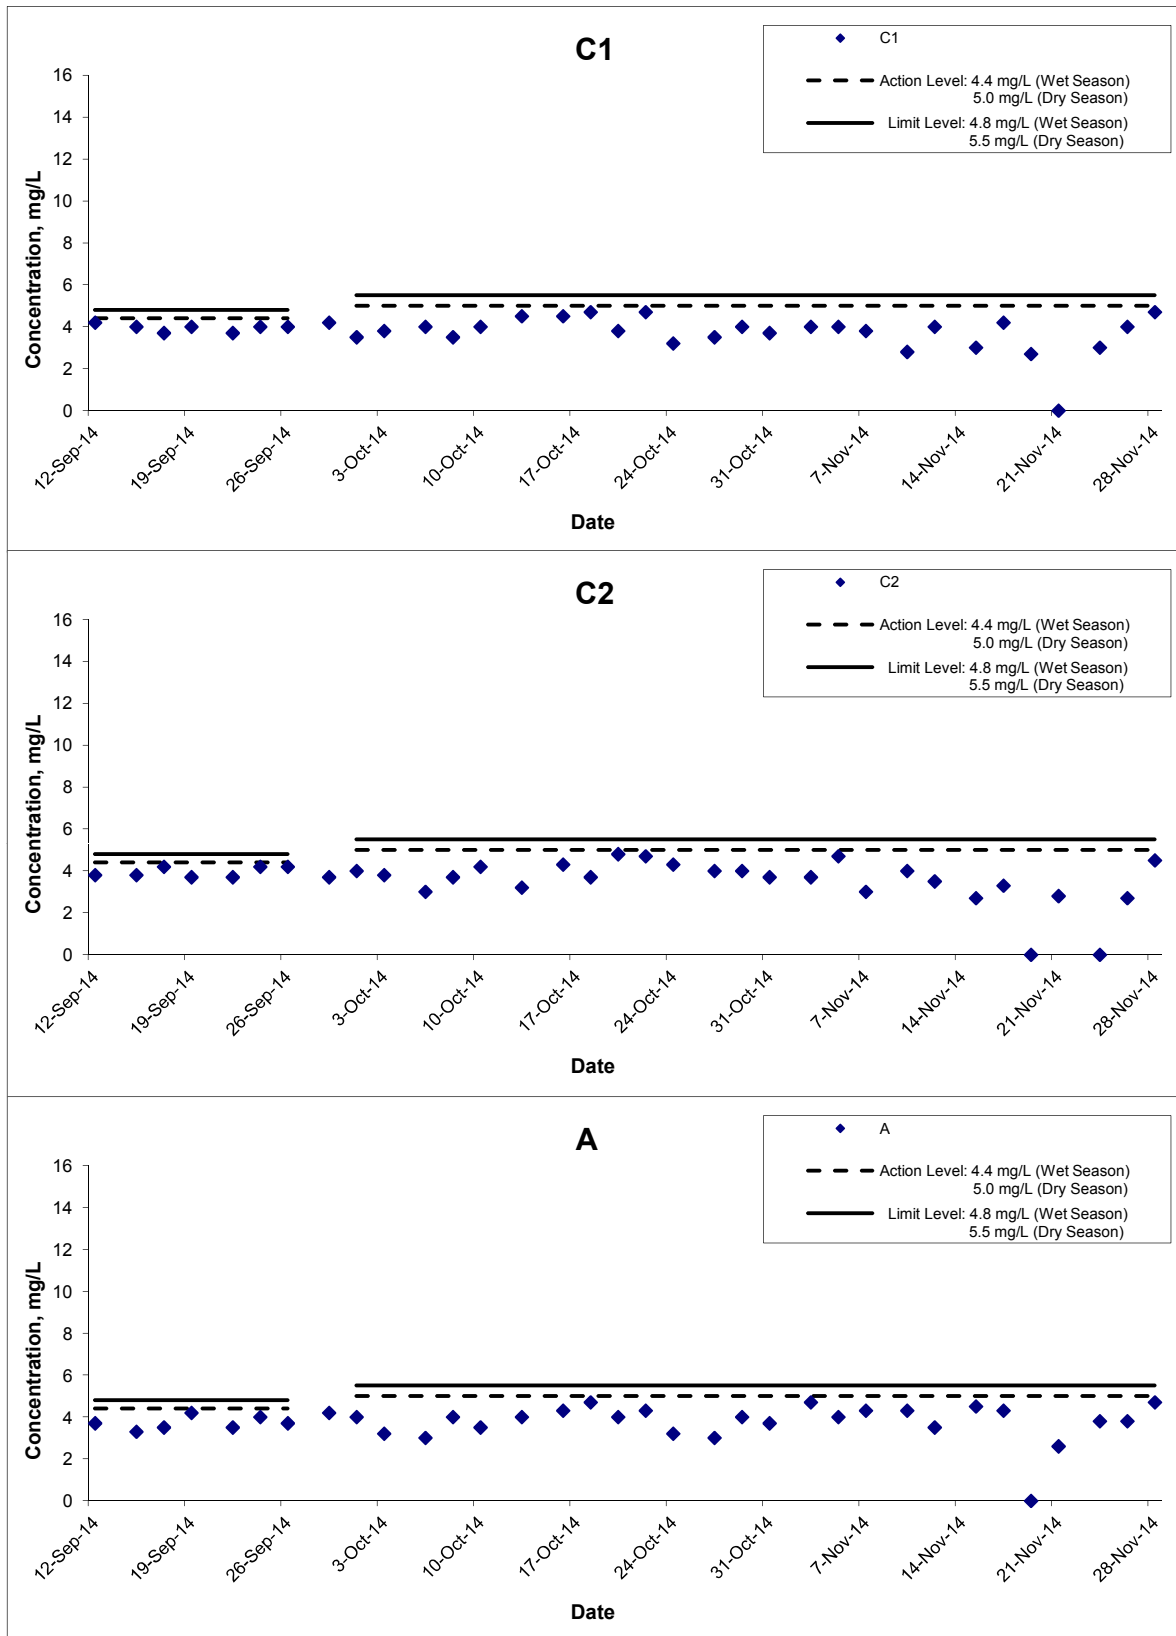 C1
C1
Action Level: 4.4 mg/L (Wet Season)
5.0 mg/L (Dry Season)
Limit Level: 4.8 mg/L (Wet Season)
5.5 mg/L (Dry Season)
Concentration, mg/L
16
14
12
10
8
6
4
2
0
12-Sep-14
19-Sep-14
26-Sep-14
3-Oct-14
10-Oct-14
17-Oct-14
24-Oct-14
31-Oct-14
7-Nov-14
14-Nov-14
21-Nov-14
28-Nov-14
Date
C2
C2
Action Level: 4.4 mg/L (Wet Season)
5.0 mg/L (Dry Season)
Limit Level: 4.8 mg/L (Wet Season)
5.5 mg/L (Dry Season)
Concentration, mg/L
16
14
12
10
8
6
4
2
0
12-Sep-14
19-Sep-14
26-Sep-14
3-Oct-14
10-Oct-14
17-Oct-14
24-Oct-14
31-Oct-14
7-Nov-14
14-Nov-14
21-Nov-14
28-Nov-14
Date
A
A
Action Level: 4.4 mg/L (Wet Season)
5.0 mg/L (Dry Season)
Limit Level: 4.8 mg/L (Wet Season)
5.5 mg/L (Dry Season)
Concentration, mg/L
16
14
12
10
8
6
4
2
0
12-Sep-14
19-Sep-14
26-Sep-14
3-Oct-14
10-Oct-14
17-Oct-14
24-Oct-14
31-Oct-14
7-Nov-14
14-Nov-14
21-Nov-14
28-Nov-14
Date